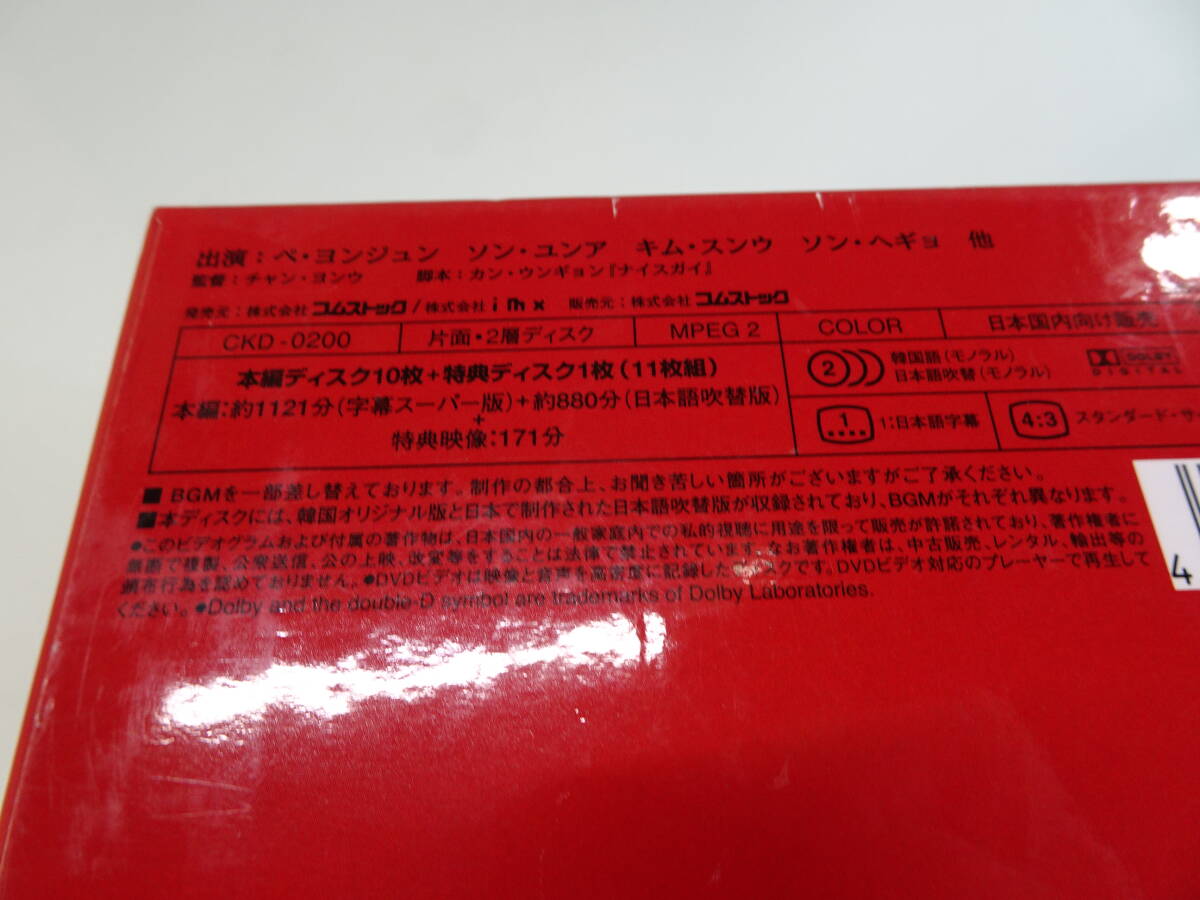 出演：ペ・ヨンジュン　ソン・ユンア　キム・スンウ　ソン・ヘギョ　他
監督：チャン・ヨンウ　脚本：カン・ウンギョン『ナイスガイ』
発売元：株式会社コムストック/株式会社imx　販売元：株式会社コムストック
CKD-0200　片面・2層ディスク　MPEG 2　COLOR　日本国内向け販売
本編ディスク10枚＋特典ディスク1枚（11枚組）
本編：約1121分（字幕スーパー版）＋約880分（日本語吹替版）
＋
特典映像：171分
2　韓国語（モノラル）
日本語吹替（モノラル）
DOLBY
DIGITAL
1　1：日本語字幕　4:3　スタンダード・サ
■BGMを一部差し替えております。制作の都合上、お聞き苦しい箇所がございますがご了承ください。
■本ディスクには、韓国オリジナル版と日本で制作された日本語吹替版が収録されており、BGMがそれぞれ異なります。
●このビデオグラムおよび付属の著作物は、日本国内の一般家庭内での私的視聴に用途を限って販売が許諾されており、著作権者に
無断で複製、公衆送信、公の上映、改変等をすることは法律で禁止されています。なお著作権者は、中古販売、レンタル、輸出等の
頒布行為を認めておりません。●DVDビデオは映像と音声を高密度に記録したディスクです。DVDビデオ対応のプレーヤーで再生して
ください。●Dolby and the double-D symbol are trademarks of Dolby Laboratories.
4